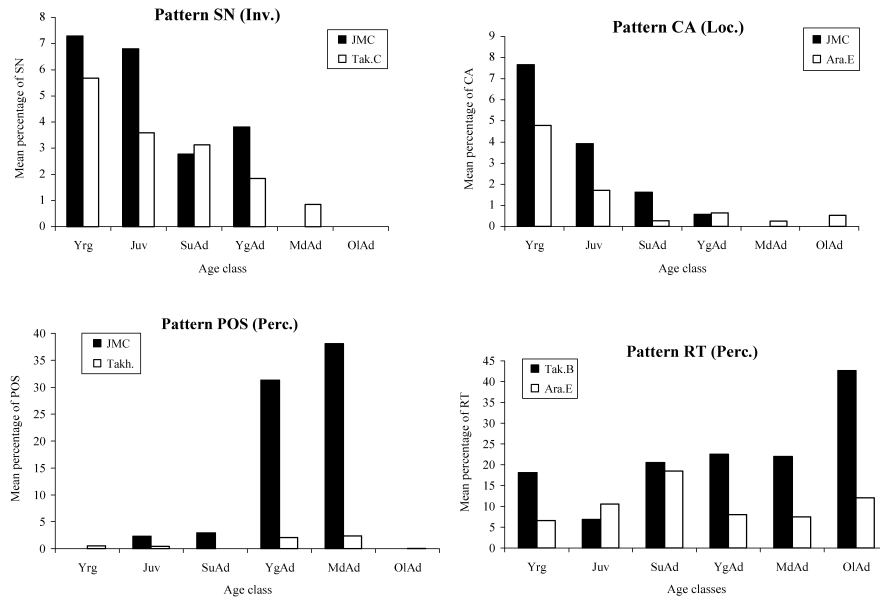 Pattern SN (Inv.)
JMC
Tak.C
Mean percentage of SN
8
7
6
5
4
3
2
1
0
Yrg Juv SuAd YgAd MdAd OlAd
Age class
Pattern CA (Loc.)
JMC
Ara.E
Mean percentage of CA
9
8
7
6
5
4
3
2
1
0
Yrg Juv SuAd YgAd MdAd OlAd
Age class
Pattern POS (Perc.)
JMC
Takh.
Mean percentage of POS
40
35
30
25
20
15
10
5
0
Yrg Juv SuAd YgAd MdAd OlAd
Age class
Pattern RT (Perc.)
Tak.B
Ara.E
Mean percentage of RT
45
40
35
30
25
20
15
10
5
0
Yrg Juv SuAd YgAd MdAd OlAd
Age classes